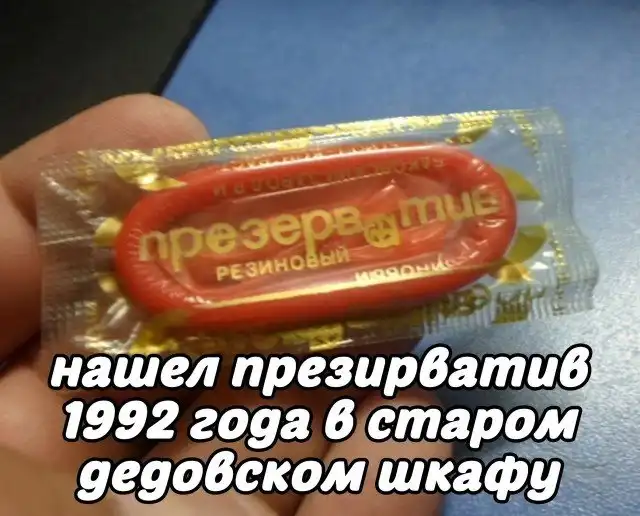 презерватив
РЕЗИНОВЫЙ
нашел презирватив
1992 года в старом
дедовском шкафу